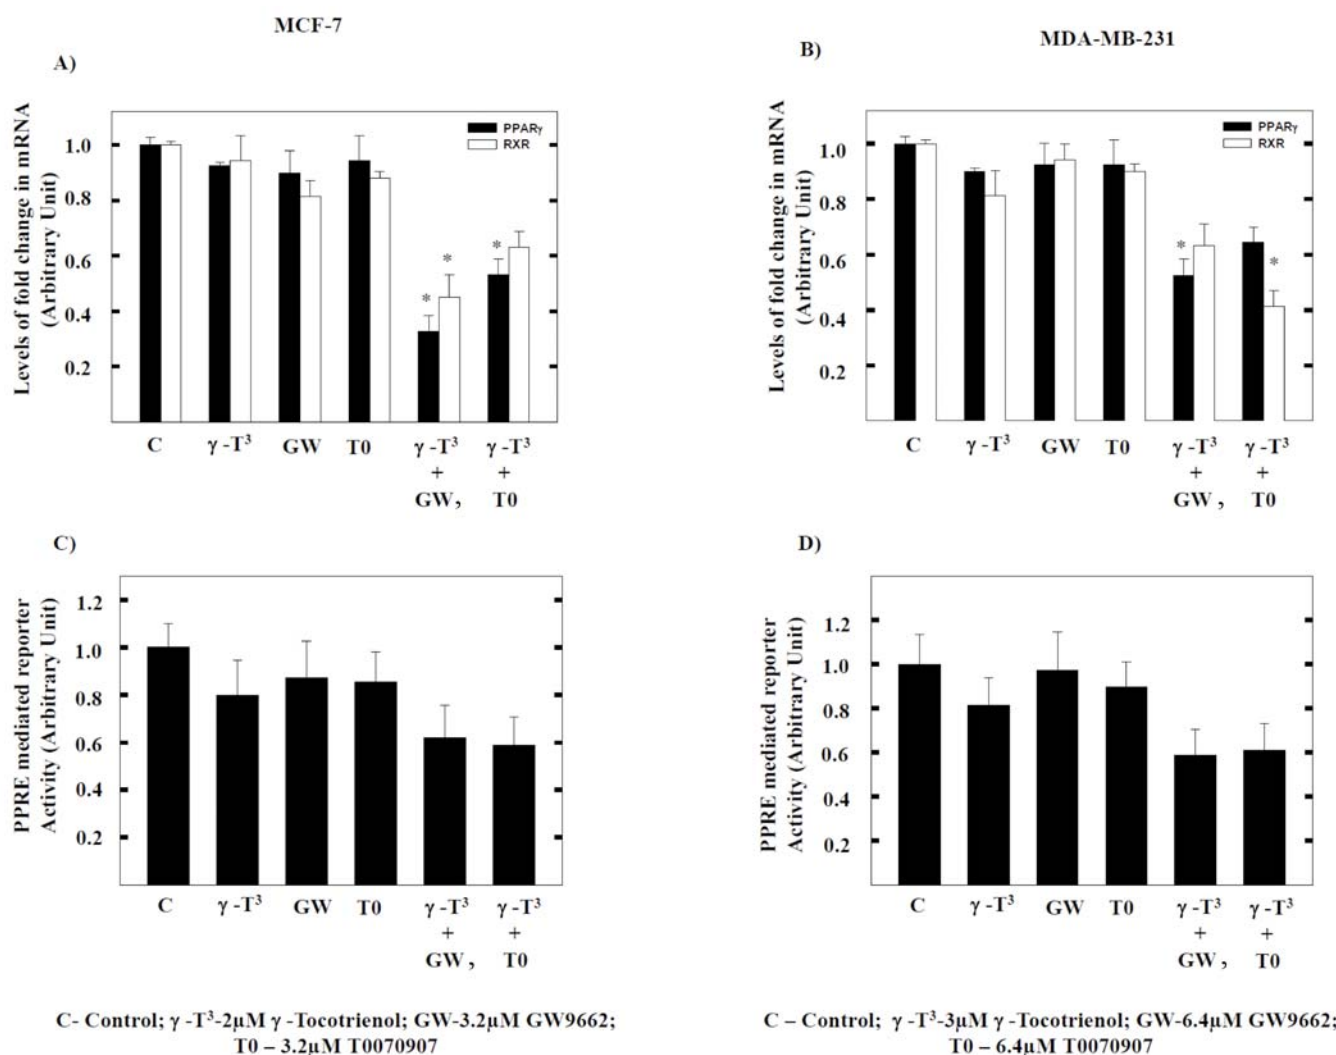 MCF-7
MDA-MB-231
A)
Levels of fold change in mRNA
(Arbitrary Unit)
1.0
0.8
0.6
0.4
0.2
PPARγ
RXR
*
*
*
C
γ -T³
GW
T0
γ -T³
+
GW,
γ -T³
+
T0
B)
Levels of fold change in mRNA
(Arbitrary Unit)
1.0
0.8
0.6
0.4
0.2
PPARγ
RXR
*
*
C
γ -T³
GW
T0
γ -T³
+
GW ,
γ -T³
+
T0
C)
PPRE mediated reporter
Activity (Arbitrary Unit)
1.2
1.0
0.8
0.6
0.4
0.2
C
γ -T³
GW
T0
γ -T³
+
GW ,
γ -T³
+
T0
D)
PPRE mediated reporter
Activity (Arbitrary Unit)
1.2
1.0
0.8
0.6
0.4
0.2
C
γ -T³
GW
T0
γ -T³
+
GW ,
γ -T³
+
T0
C- Control; γ -T³-2µM γ -Tocotrienol; GW-3.2µM GW9662;
T0 – 3.2µM T0070907
C – Control; γ -T³-3µM γ -Tocotrienol; GW-6.4µM GW9662;
T0 – 6.4µM T0070907